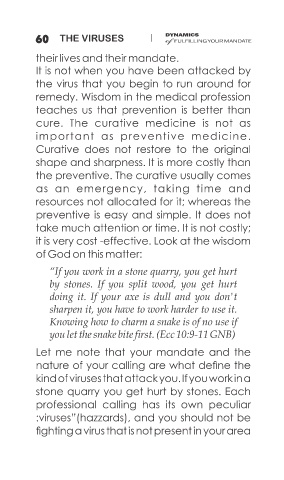 60 THE VIRUSES | DYNAMICS
of FULFILLING YOUR MANDATE
their lives and their mandate.
It is not when you have been attacked by
the virus that you begin to run around for
remedy. Wisdom in the medical profession
teaches us that prevention is better than
cure. The curative medicine is not as
important as preventive medicine.
Curative does not restore to the original
shape and sharpness. It is more costly than
the preventive. The curative usually comes
as an emergency, taking time and
resources not allocated for it; whereas the
preventive is easy and simple. It does not
take much attention or time. It is not costly;
it is very cost -effective. Look at the wisdom
of God on this matter:
“If you work in a stone quarry, you get hurt
by stones. If you split wood, you get hurt
doing it. If your axe is dull and you don't
sharpen it, you have to work harder to use it.
Knowing how to charm a snake is of no use if
you let the snake bite first. (Ecc 10:9-11 GNB)
Let me note that your mandate and the
nature of your calling are what define the
kind of viruses that attack you. If you work in a
stone quarry you get hurt by stones. Each
professional calling has its own peculiar
:viruses”(hazzards), and you should not be
fighting a virus that is not present in your area